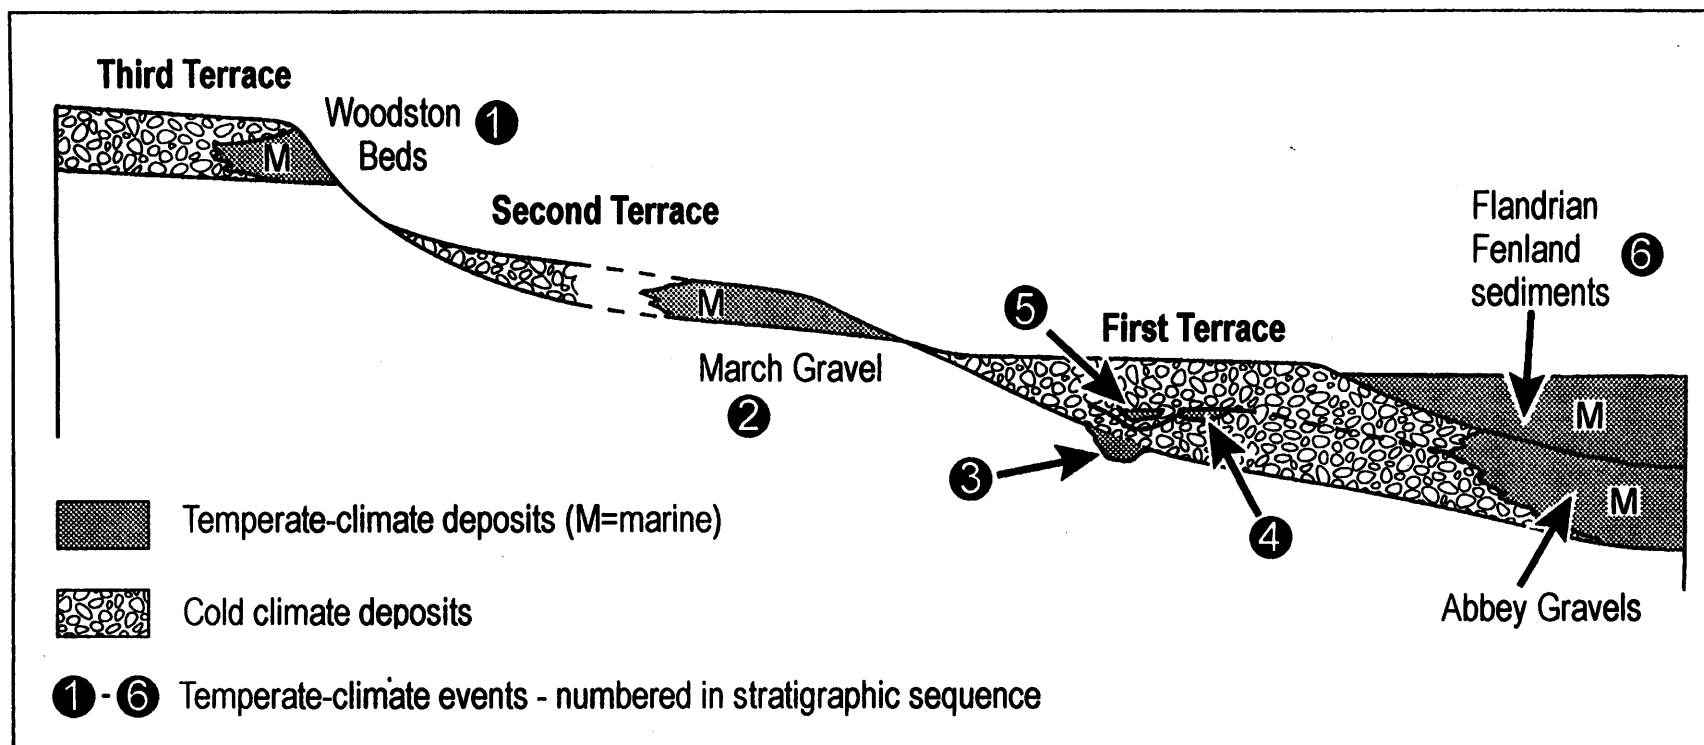 Third Terrace
Woodston
Beds
1
M
Second Terrace
M
March Gravel
2
5
First Terrace
Flandrian
Fenland
sediments
6
M
3
4
M
Abbey Gravels
Temperate-climate deposits (M=marine)
Cold climate deposits
1 - 6 Temperate-climate events - numbered in stratigraphic sequence